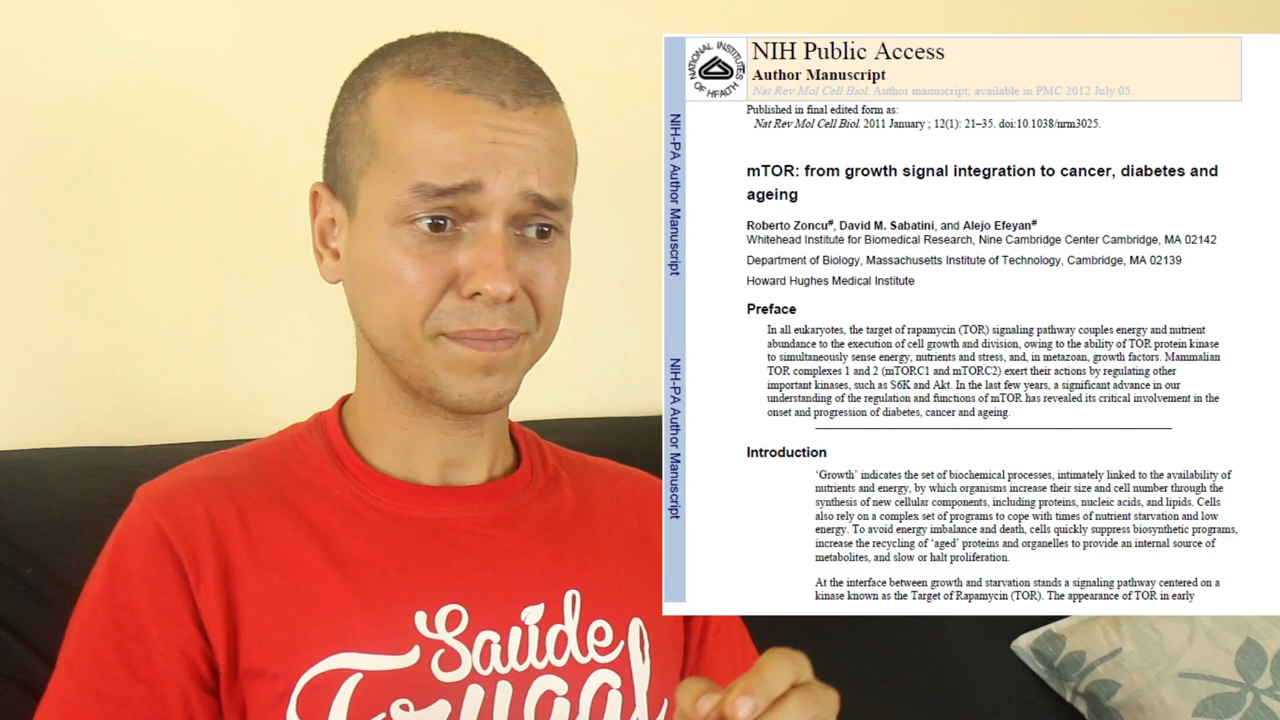 NIH Public Access
Author Manuscript
Nat Rev Mol Cell Biol. Author manuscript; available in PMC 2012 July 05.
NATIONAL INSTITUTES OF HEALTH
NIH-PA Author Manuscript
NIH-PA Author Manuscript
Published in final edited form as:
Nat Rev Mol Cell Biol. 2011 January ; 12(1): 21–35. doi:10.1038/nrm3025.
mTOR: from growth signal integration to cancer, diabetes and
ageing
Roberto Zoncu#, David M. Sabatini, and Alejo Efeyan#
Whitehead Institute for Biomedical Research, Nine Cambridge Center Cambridge, MA 02142
Department of Biology, Massachusetts Institute of Technology, Cambridge, MA 02139
Howard Hughes Medical Institute
Preface
In all eukaryotes, the target of rapamycin (TOR) signaling pathway couples energy and nutrient
abundance to the execution of cell growth and division, owing to the ability of TOR protein kinase
to simultaneously sense energy, nutrients and stress, and, in metazoan, growth factors. Mammalian
TOR complexes 1 and 2 (mTORC1 and mTORC2) exert their actions by regulating other
important kinases, such as S6K and Akt. In the last few years, a significant advance in our
understanding of the regulation and functions of mTOR has revealed its critical involvement in the
onset and progression of diabetes, cancer and ageing.
Introduction
‘Growth’ indicates the set of biochemical processes, intimately linked to the availability of
nutrients and energy, by which organisms increase their size and cell number through the
synthesis of new cellular components, including proteins, nucleic acids, and lipids. Cells
also rely on a complex set of programs to cope with times of nutrient starvation and low
energy. To avoid energy imbalance and death, cells quickly suppress biosynthetic programs,
increase the recycling of ‘aged’ proteins and organelles to provide an internal source of
metabolites, and slow or halt proliferation.
At the interface between growth and starvation stands a signaling pathway centered on a
kinase known as the Target of Rapamycin (TOR). The appearance of TOR in early
Saúde
Frugal